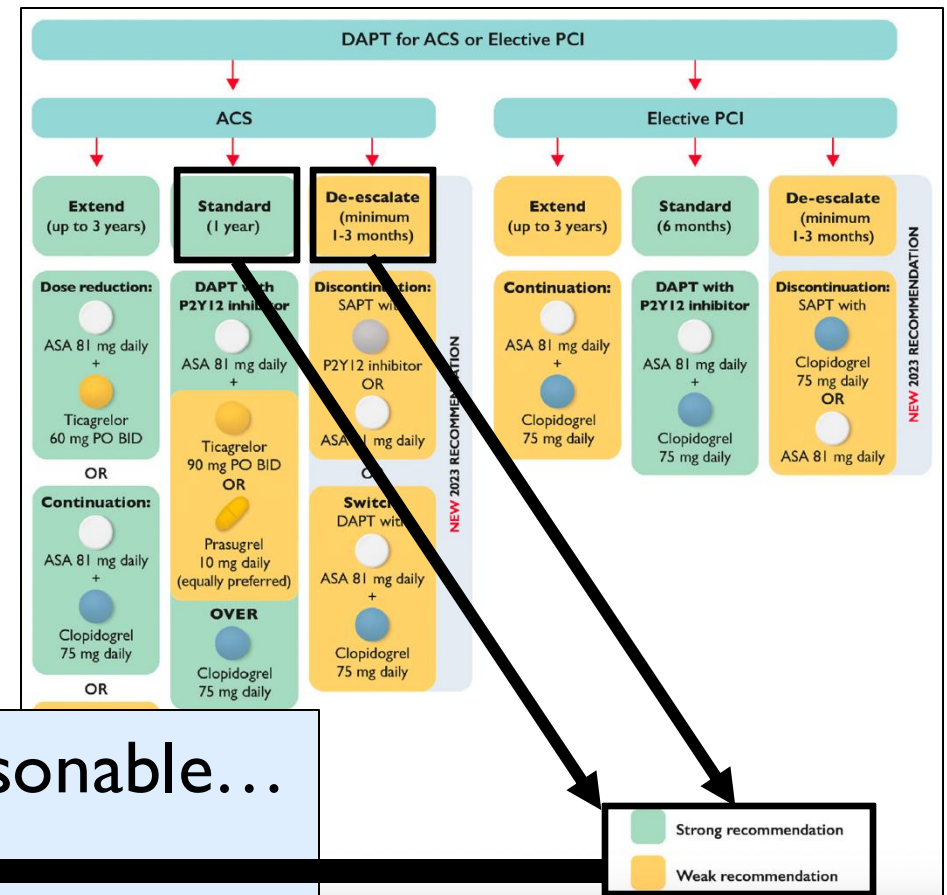 DAPT for ACS or Elective PCI
ACS
Extend
(up to 3 years)
Dose reduction:
ASA 81 mg daily
+
Ticagrelor
60 mg PO BID
OR
Continuation:
ASA 81 mg daily
+
Clopidogrel
75 mg daily
OR
Standard
(1 year)
DAPT with
P2Y12 inhibitor
ASA 81 mg daily
+
Ticagrelor
90 mg PO BID
OR
Prasugrel
10 mg daily
(equally preferred)
OVER
Clopidogrel
75 mg daily
De-escalate
(minimum
1-3 months)
Discontinuation:
SAPT with
P2Y12 inhibitor
OR
ASA 81 mg daily
OR
Switch:
DAPT with
ASA 81 mg daily
+
Clopidogrel
75 mg daily
NEW 2023 RECOMMENDATION
Elective PCI
Extend
(up to 3 years)
Continuation:
ASA 81 mg daily
+
Clopidogrel
75 mg daily
Standard
(6 months)
DAPT with
P2Y12 inhibitor
ASA 81 mg daily
+
Clopidogrel
75 mg daily
De-escalate
(minimum
1-3 months)
Discontinuation:
SAPT with
Clopidogrel
75 mg daily
OR
ASA 81 mg daily
NEW 2023 RECOMMENDATION
sonable…
Strong recommendation
Weak recommendation